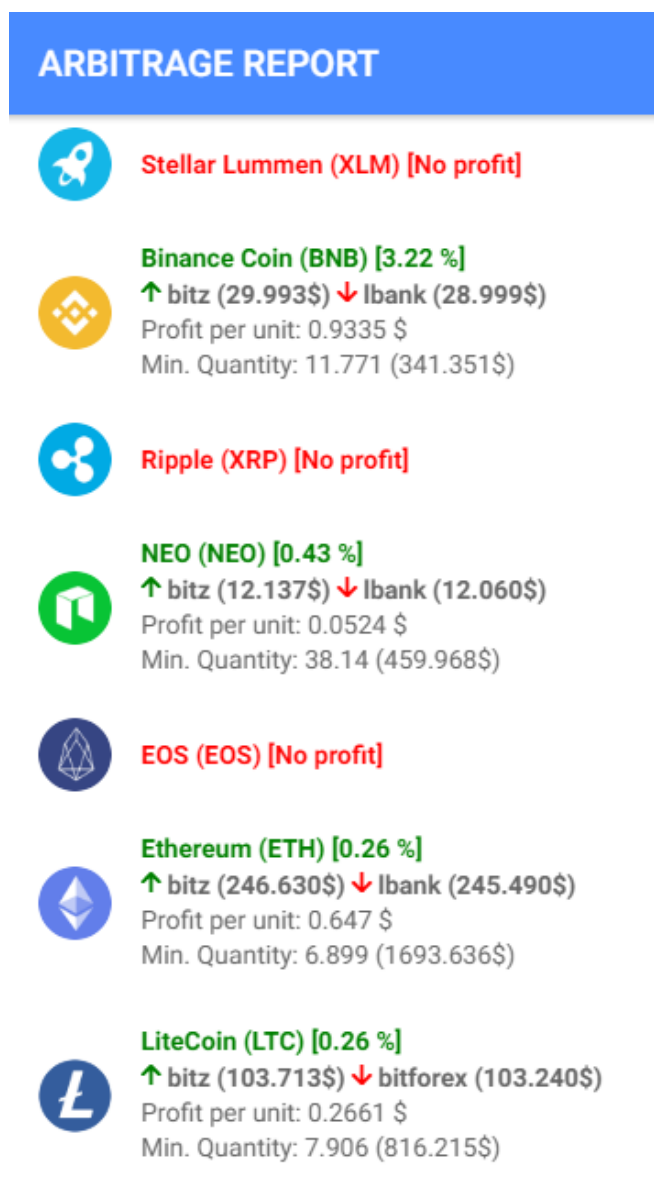 ARBITRAGE REPORT
Stellar Lummen (XLM) [No profit]
Binance Coin (BNB) [3.22 %]
↑ bitz (29.993$) ↓ lbank (28.999$)
Profit per unit: 0.9335 $
Min. Quantity: 11.771 (341.351$)
Ripple (XRP) [No profit]
NEO (NEO) [0.43 %]
↑ bitz (12.137$) ↓ lbank (12.060$)
Profit per unit: 0.0524 $
Min. Quantity: 38.14 (459.968$)
EOS (EOS) [No profit]
Ethereum (ETH) [0.26 %]
↑ bitz (246.630$) ↓ lbank (245.490$)
Profit per unit: 0.647 $
Min. Quantity: 6.899 (1693.636$)
LiteCoin (LTC) [0.26 %]
↑ bitz (103.713$) ↓ bitforex (103.240$)
Profit per unit: 0.2661 $
Min. Quantity: 7.906 (816.215$)